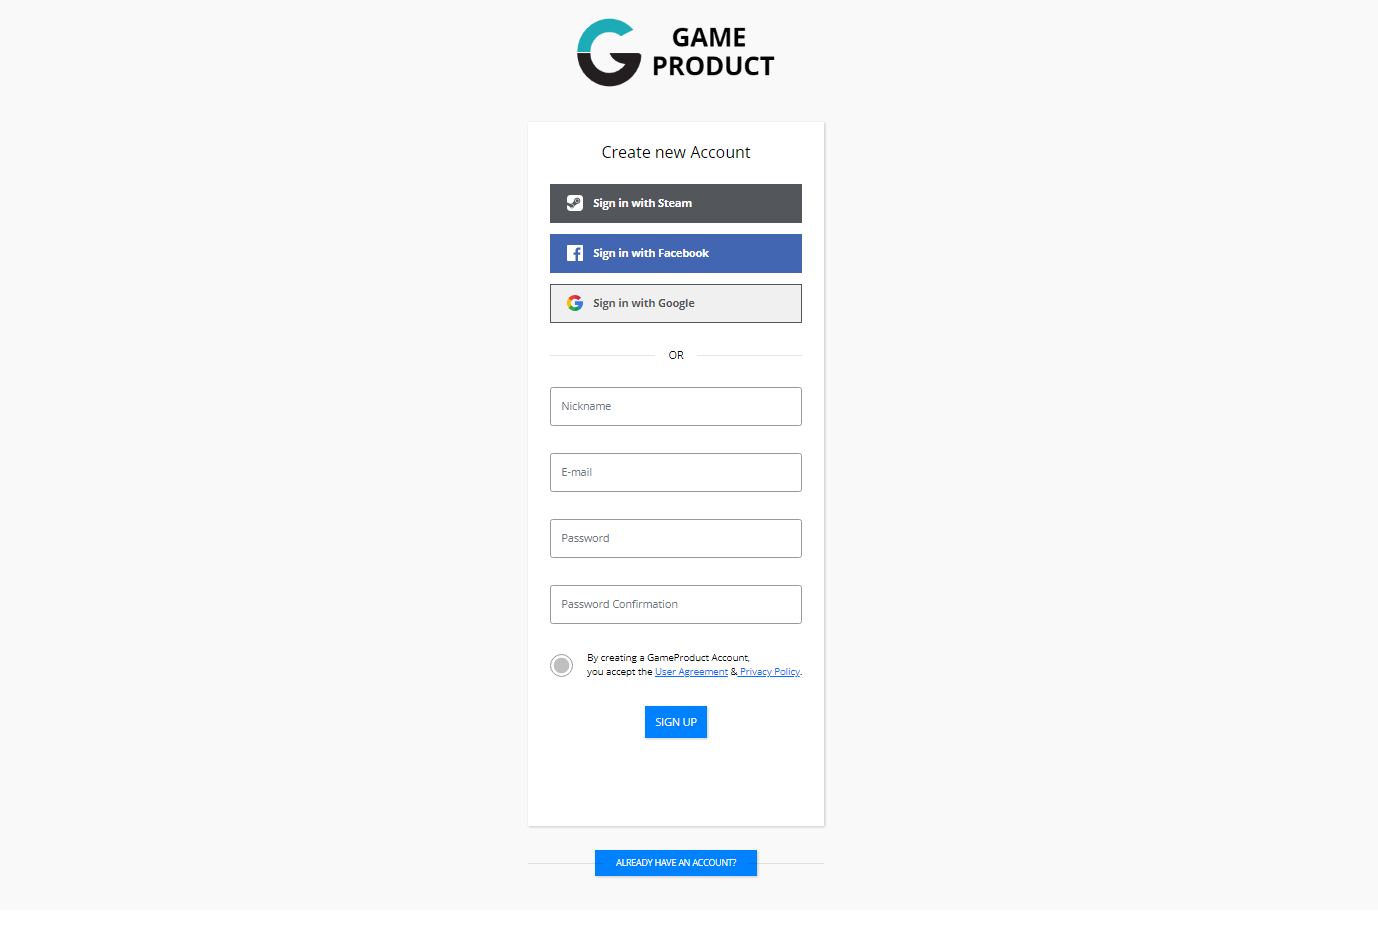 GAME
PRODUCT
Create new Account
Sign in with Steam
Sign in with Facebook
Sign in with Google
OR
Nickname
E-mail
Password
Password Confirmation
By creating a GameProduct Account,
you accept the User Agreement & Privacy Policy.
SIGN UP
ALREADY HAVE AN ACCOUNT?